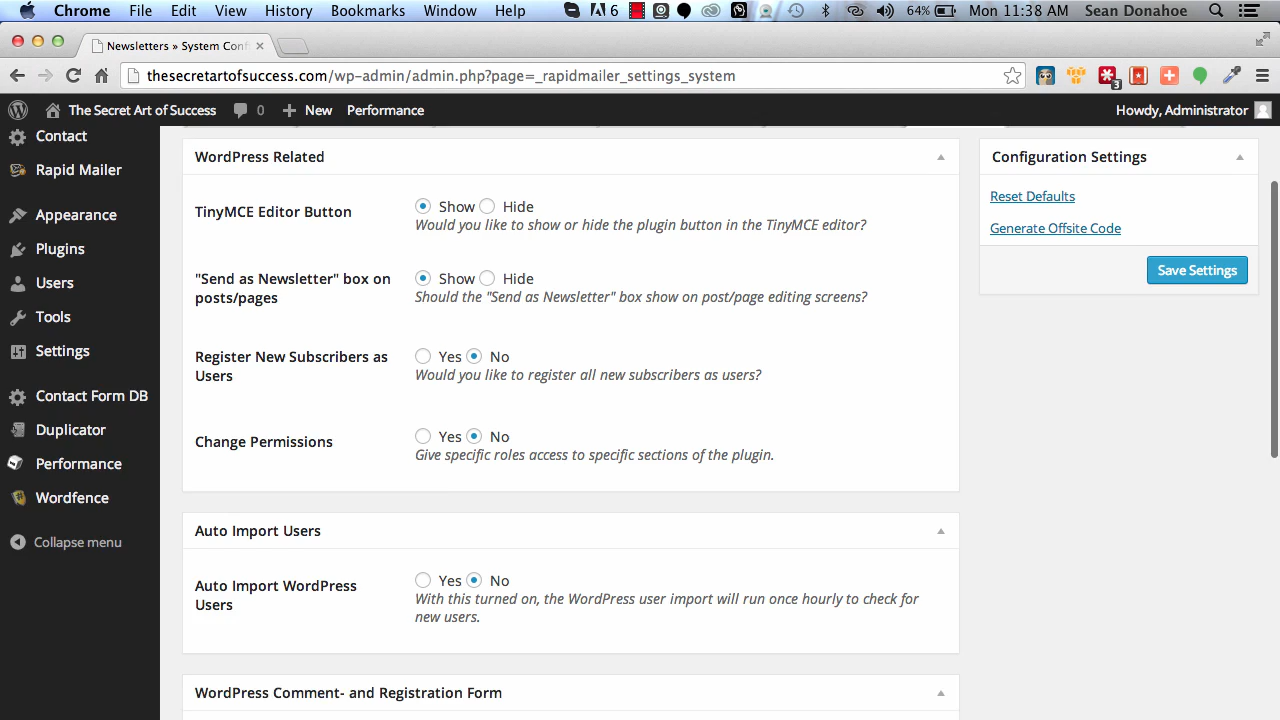 Chrome File Edit View History Bookmarks Window Help 6 64% Mon 11:38 AM Sean Donahoe
Newsletters » System Conf
thesecretartofsuccess.com/wp-admin/admin.php?page=_rapidmailer_settings_system 3
The Secret Art of Success 0 New Performance Howdy, Administrator
Contact
Rapid Mailer
Appearance
Plugins
Users
Tools
Settings
Contact Form DB
Duplicator
Performance
Wordfence
Collapse menu
WordPress Related
TinyMCE Editor Button
Show Hide
Would you like to show or hide the plugin button in the TinyMCE editor?
"Send as Newsletter" box on
posts/pages
Show Hide
Should the "Send as Newsletter" box show on post/page editing screens?
Register New Subscribers as
Users
Yes No
Would you like to register all new subscribers as users?
Change Permissions
Yes No
Give specific roles access to specific sections of the plugin.
Auto Import Users
Auto Import WordPress
Users
Yes No
With this turned on, the WordPress user import will run once hourly to check for
new users.
WordPress Comment- and Registration Form
Configuration Settings
Reset Defaults
Generate Offsite Code
Save Settings